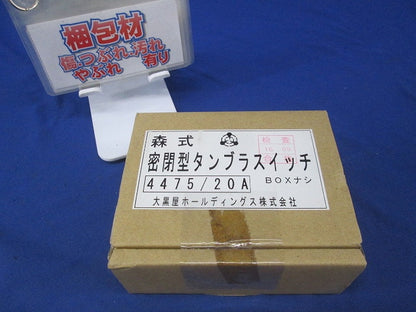 梱包材
傷、つぶれ、汚れ
やぶれ 有り
森式
検査
密閉型タンブラスイッチ
4475/20A BOXナシ
大黒屋ホールディングス株式会社